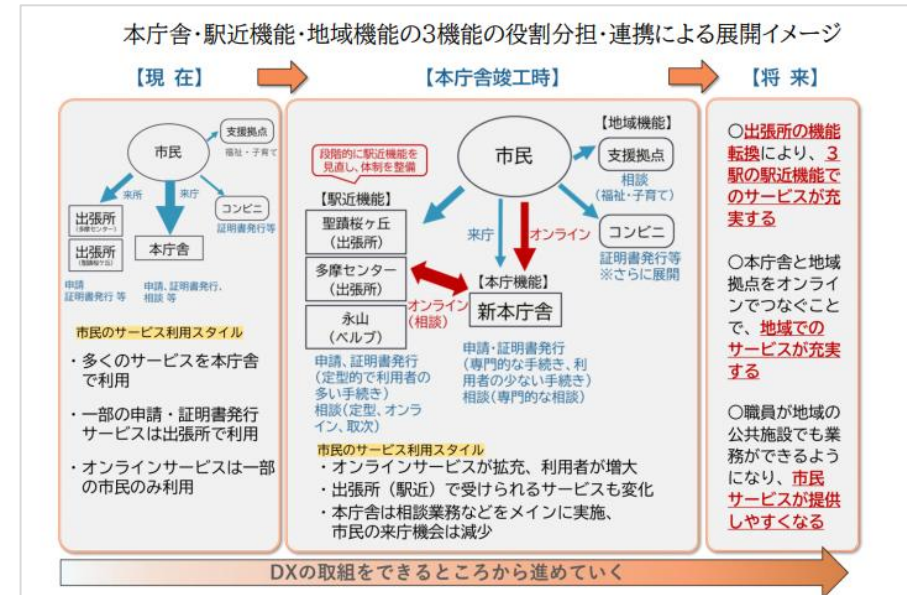 本庁舎・駅近機能・地域機能の3機能の役割分担・連携による展開イメージ
【現 在】
市民
支援拠点
福祉・子育て
来所
来庁
コンビニ
証明書発行等
出張所
(多摩センター)
出張所
(聖蹟桜ケ丘)
本庁舎
申請
証明書発行 等
申請、証明書発行、
相談 等
市民のサービス利用スタイル
・多くのサービスを本庁舎
で利用
・一部の申請・証明書発行
サービスは出張所で利用
・オンラインサービスは一部
の市民のみ利用
【本庁舎竣工時】
段階的に駅近機能を
見直し、体制を整備
市民
【地域機能】
支援拠点
相談
(福祉・子育て)
コンビニ
証明書発行等
※さらに展開
【駅近機能】
聖蹟桜ヶ丘
(出張所)
多摩センター
(出張所)
永山
(ベルブ)
来庁
オンライン
オンライン
(相談)
【本庁機能】
新本庁舎
申請、証明書発行
(定型的で利用者の
多い手続き)
相談(定型、オンラ
イン、取次)
申請・証明書発行
(専門的な手続き、利
用者の少ない手続き)
相談(専門的な相談)
市民のサービス利用スタイル
・オンラインサービスが拡充、利用者が増大
・出張所（駅近）で受けられるサービスも変化
・本庁舎は相談業務などをメインに実施、
市民の来庁機会は減少
【将 来】
○出張所の機能
転換により、３
駅の駅近機能で
のサービスが充
実する
○本庁舎と地域
拠点をオンライ
ンでつなぐこと
で、地域での
サービスが充実
する
○職員が地域の
公共施設でも業
務ができるよう
になり、市民
サービスが提供
しやすくなる
DXの取組をできるところから進めていく